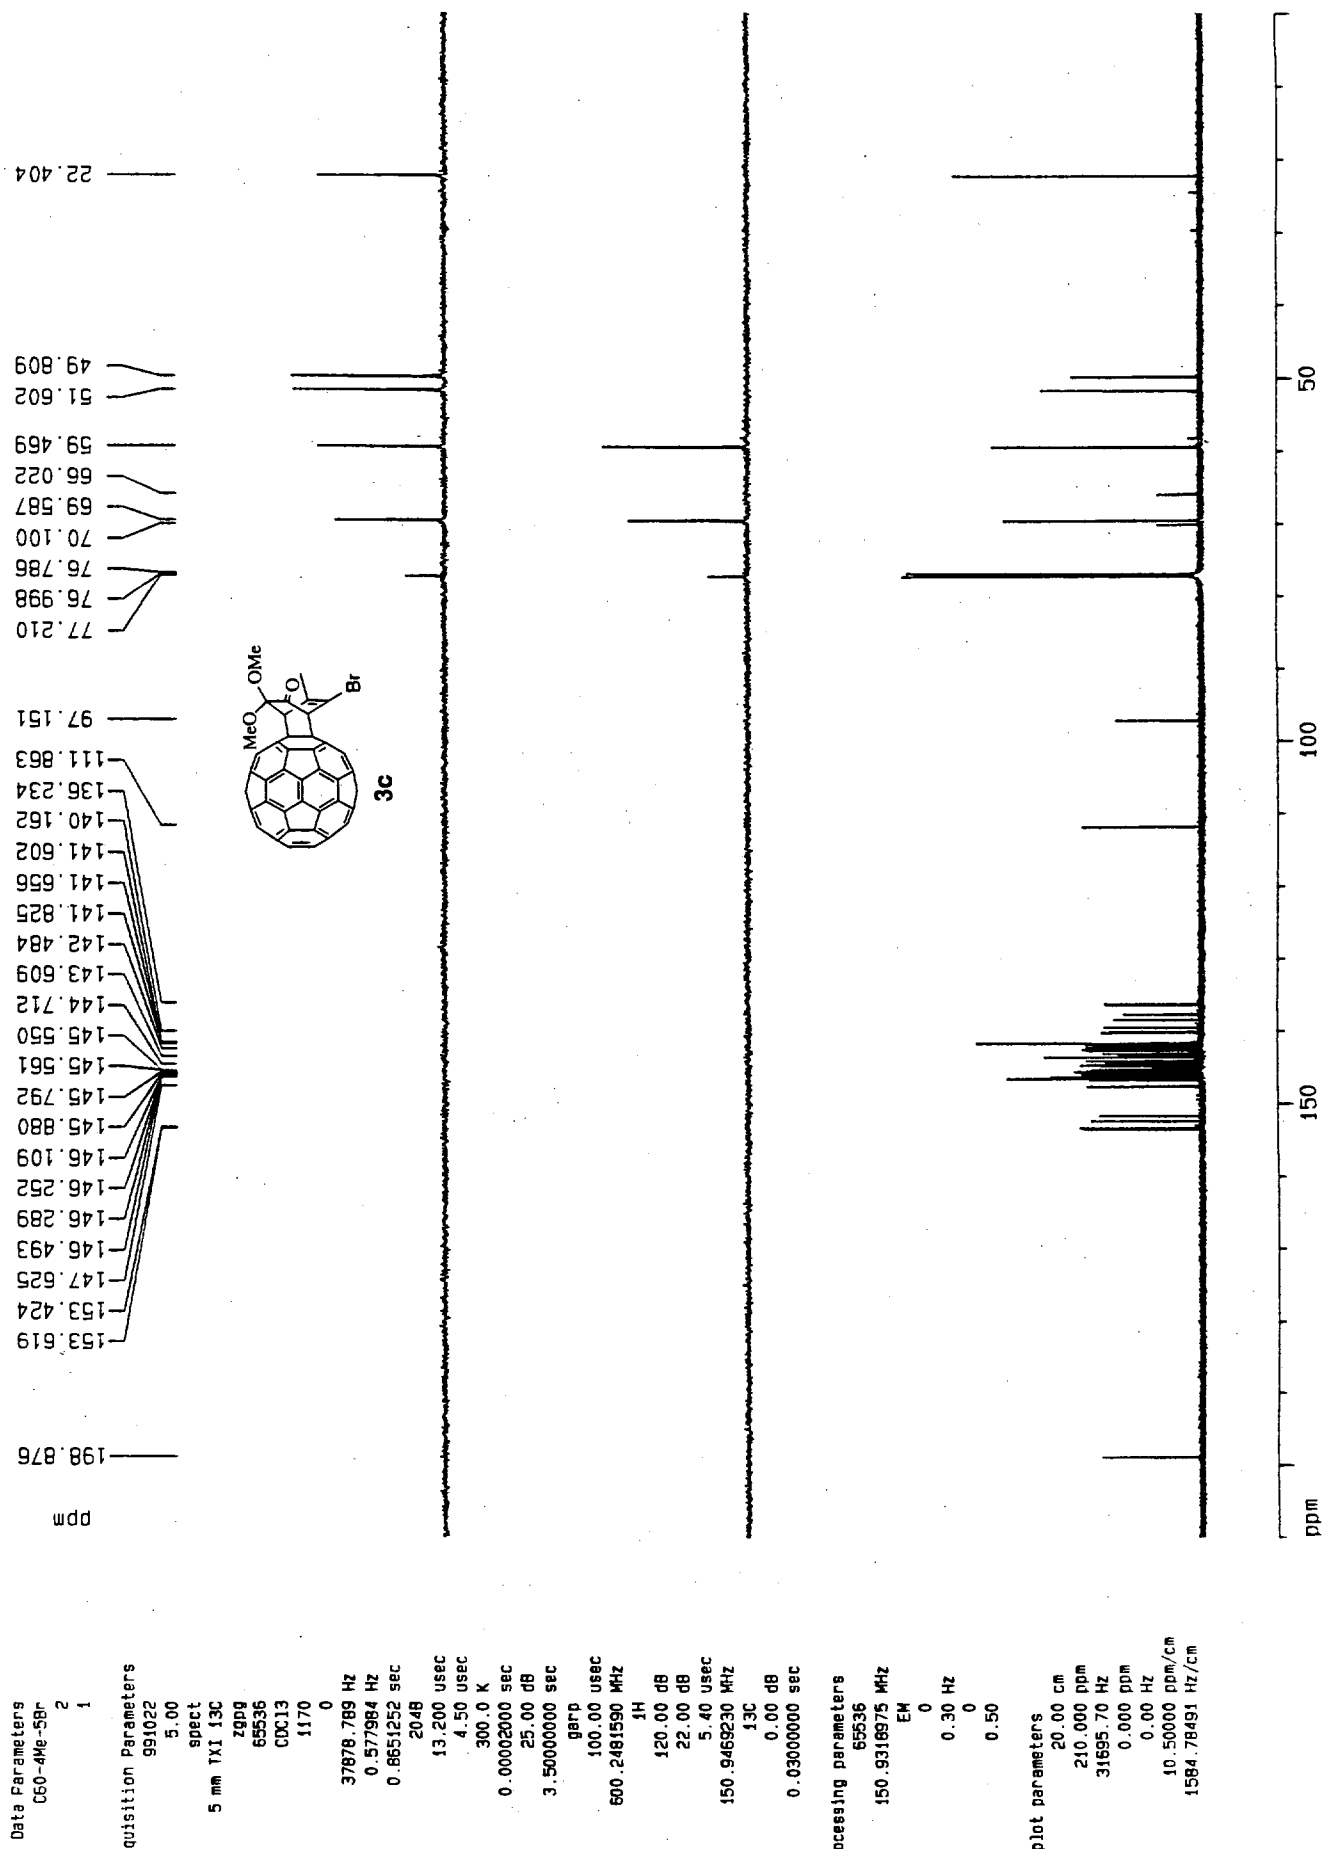 ppm
198.876
153.619
153.424
147.625
146.493
146.289
146.252
146.109
145.880
145.792
145.561
145.550
144.712
143.609
142.484
141.825
141.656
141.602
140.162
136.234
111.863
97.151
77.210
76.998
76.786
70.100
69.587
66.022
59.469
51.602
49.809
22.404
MeO
OMe
O
Br
3c
ppm
150
100
50
Data Parameters
C60-4Me-5Br
2
1
quisition Parameters
991022
5.00
spect
5 mm TXI 13C
zgpg
65536
CDCl3
1170
0
37878.789 Hz
0.577984 Hz
0.8651252 sec
2048
13.200 usec
4.50 usec
300.0 K
0.00002000 sec
25.00 dB
3.5000000 sec
garp
100.00 usec
600.2481590 MHz
1H
120.00 dB
22.00 dB
5.40 usec
150.9469230 MHz
13C
0.00 dB
0.03000000 sec
ocessing parameters
65536
150.9318975 MHz
EM
0
0.30 Hz
0
0.50
plot parameters
20.00 cm
210.000 ppm
31695.70 Hz
0.000 ppm
0.00 Hz
10.50000 ppm/cm
1584.78491 Hz/cm